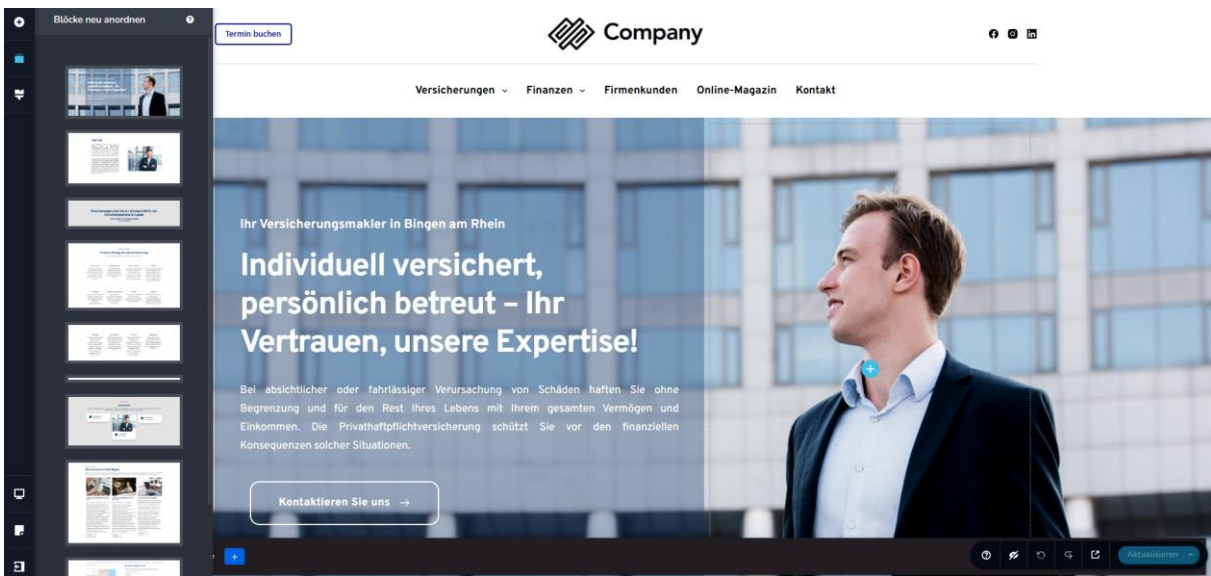 Blöcke neu anordnen
Termin buchen
Company
Versicherungen
Finanzen
Firmenkunden
Online-Magazin
Kontakt
Ihr Versicherungsmakler in Bingen am Rhein
Individuell versichert,
persönlich betreut – Ihr
Vertrauen, unsere Expertise!
Bei absichtlicher oder fahrlässiger Verursachung von Schäden haften Sie ohne
Begrenzung und für den Rest Ihres Lebens mit Ihrem gesamten Vermögen und
Einkommen. Die Privathaftpflichtversicherung schützt Sie vor den finanziellen
Konsequenzen solcher Situationen.
Kontaktieren Sie uns →
Aktualisieren